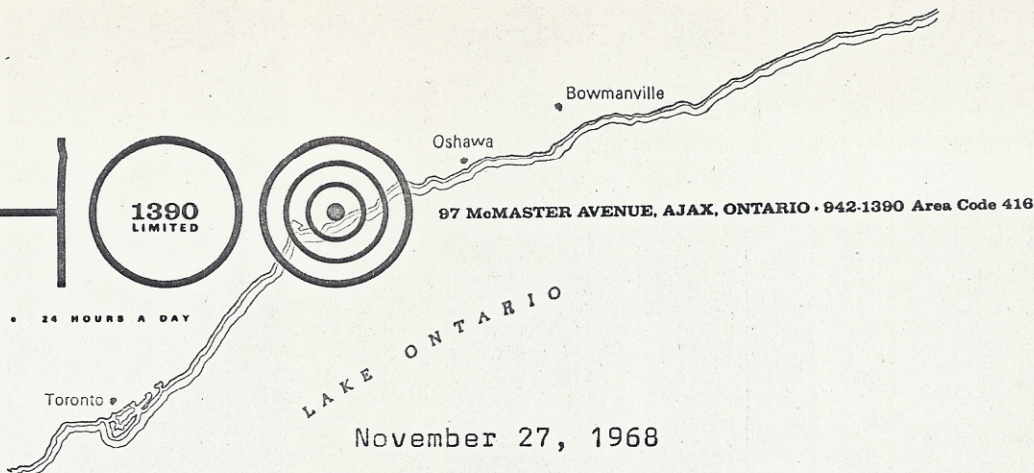 Bowmanville
Oshawa
1390
LIMITED
97 McMASTER AVENUE, AJAX, ONTARIO · 942-1390 Area Code 416
• 24 HOURS A DAY
LAKE ONTARIO
Toronto
November 27, 1968